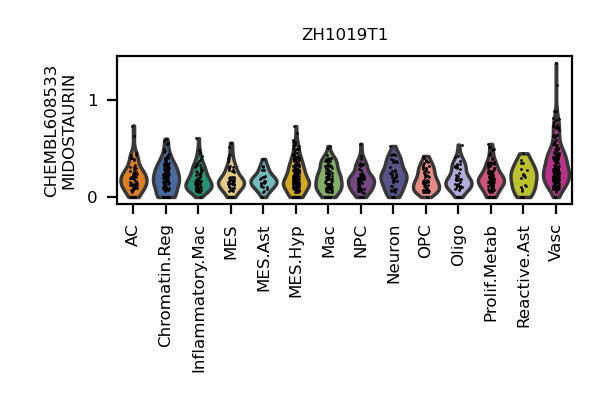 ZH1019T1
CHEMBL608533
MIDOSTAURIN
1
0
AC
Chromatin.Reg
Inflammatory.Mac
MES
MES.Ast
MES.Hyp
Mac
NPC
Neuron
OPC
Oligo
Prolif.Metab
Reactive.Ast
Vasc